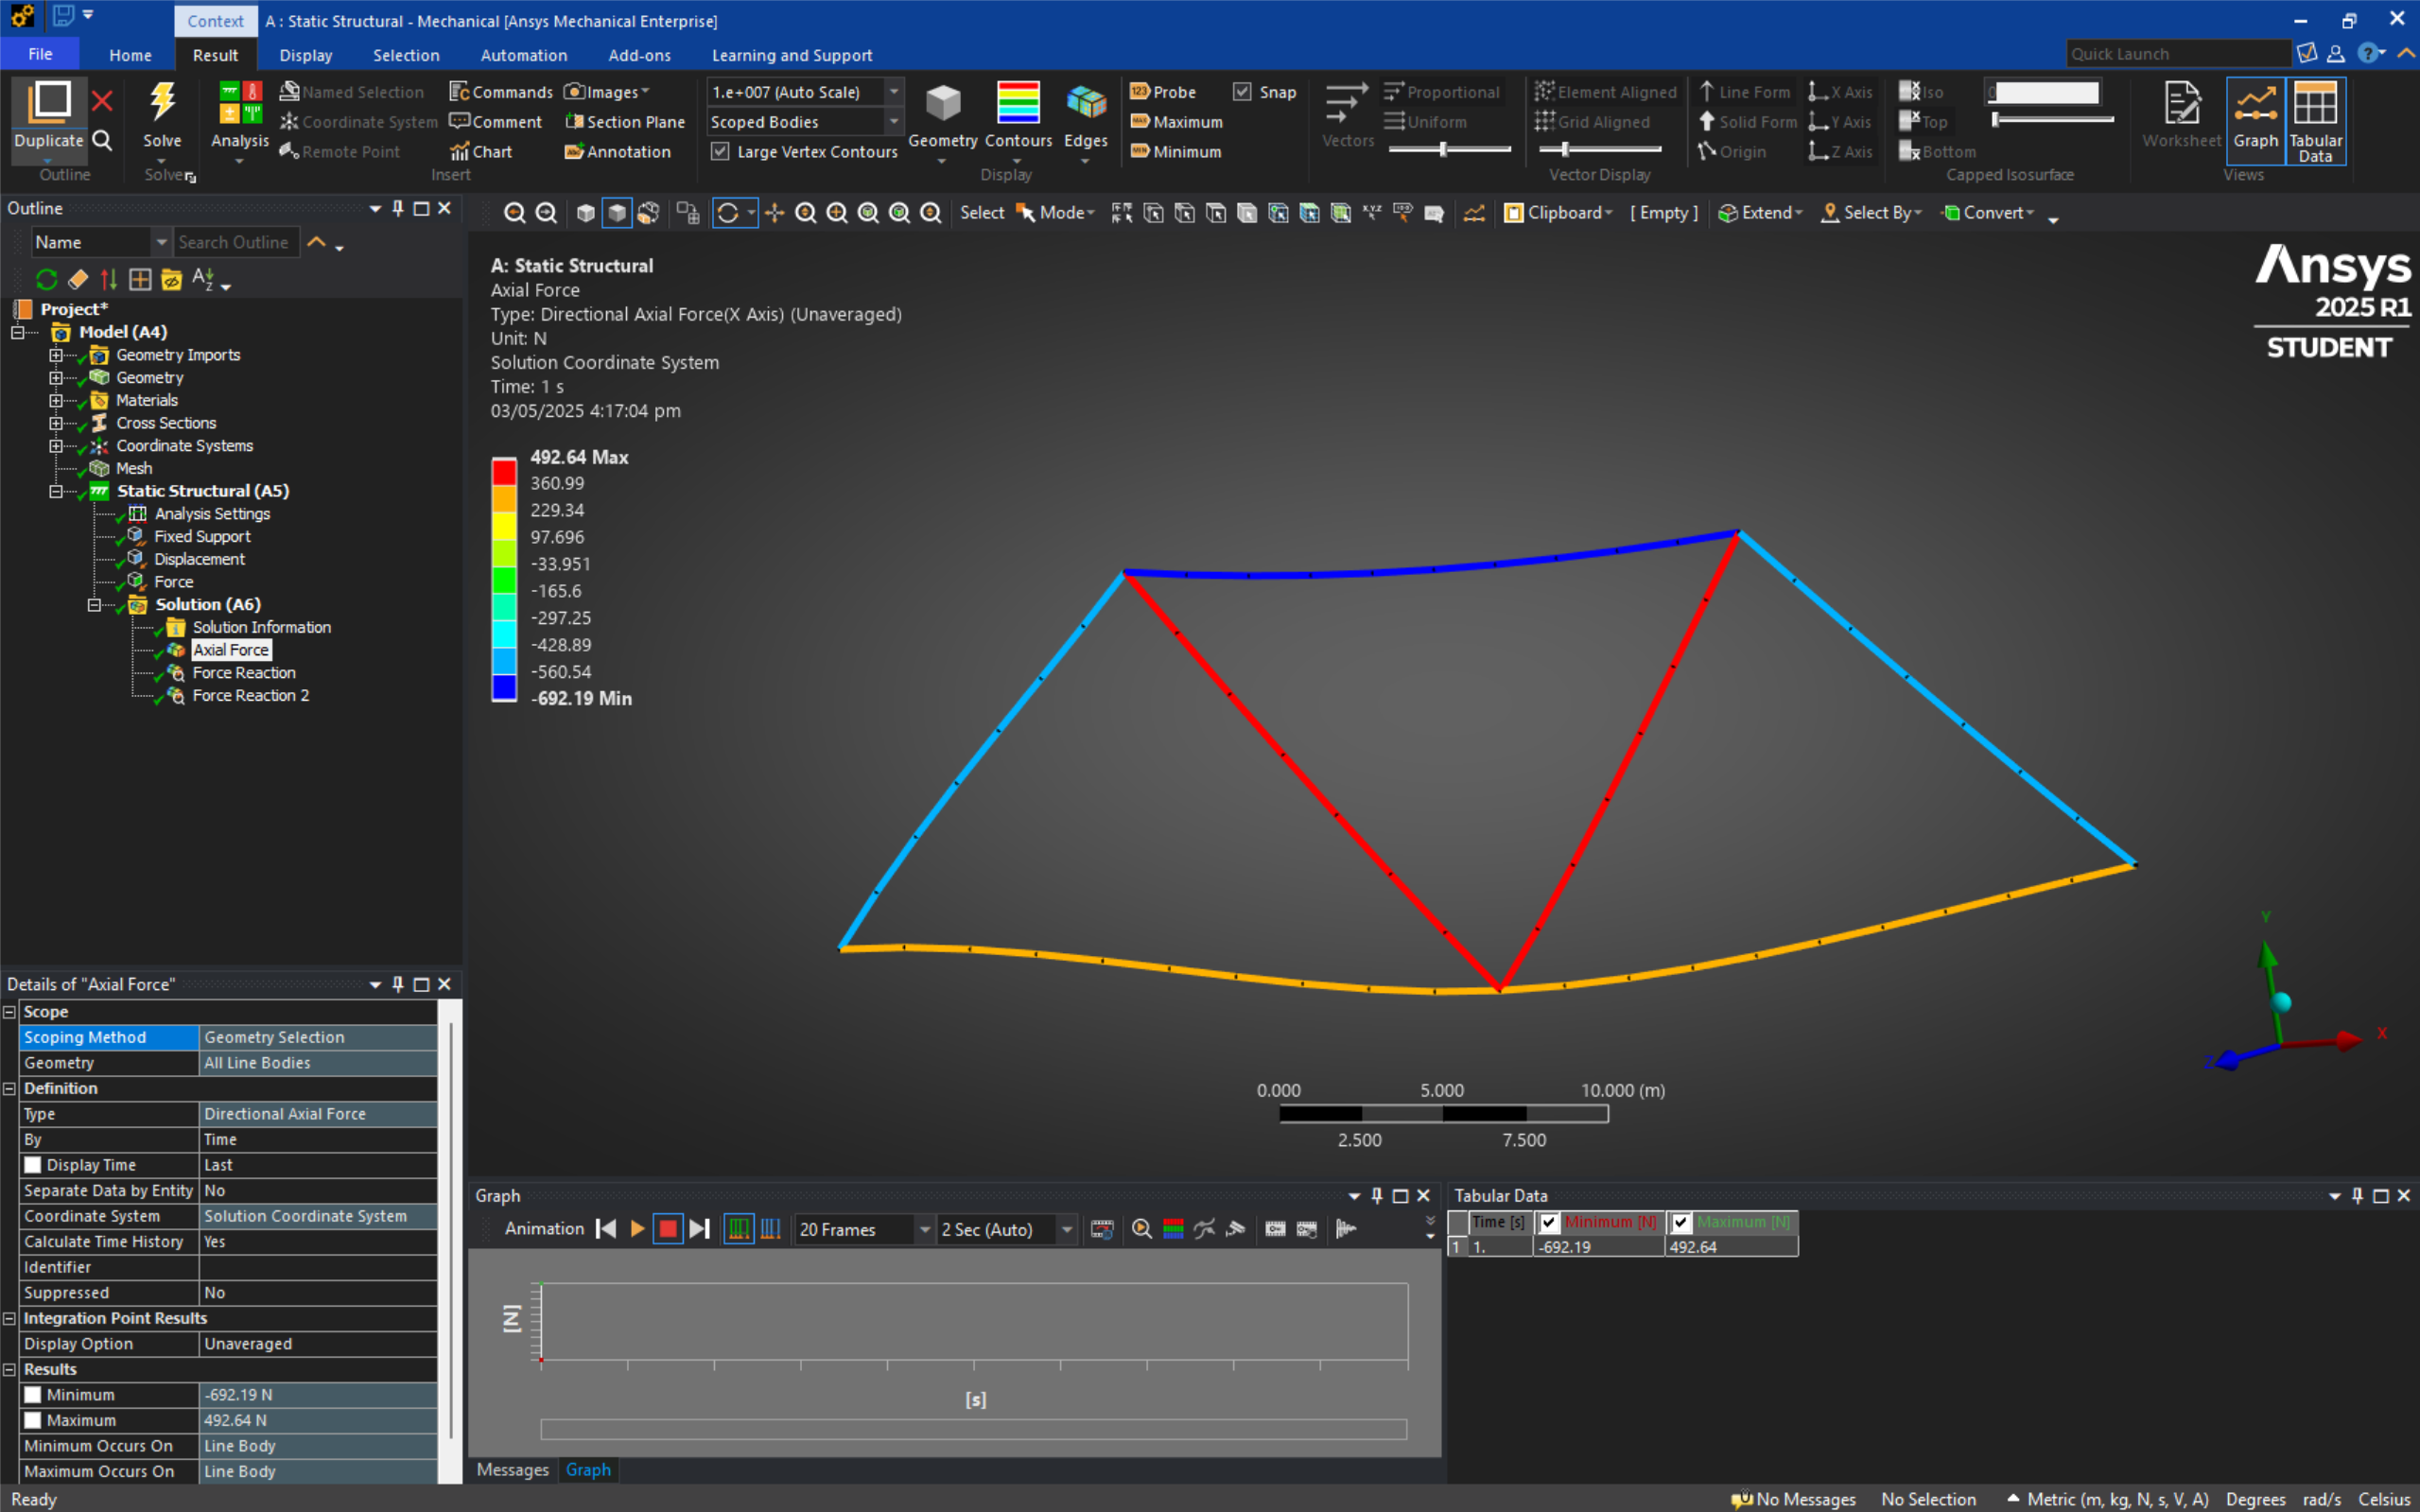 Context A : Static Structural - Mechanical [Ansys Mechanical Enterprise]
File Home Result Display Selection Automation Add-ons Learning and Support Quick Launch
Duplicate Solve Analysis
Outline Solver
Named Selection Commands Images
Coordinate System Comment Section Plane
Remote Point Chart Annotation
Insert
1.e+007 (Auto Scale)
Scoped Bodies
Large Vertex Contours
Geometry Contours Edges
Display
Probe Snap
Maximum
Minimum
Vectors Proportional Element Aligned
Uniform Grid Aligned
Vector Display
Line Form X Axis
Solid Form Y Axis
Origin Z Axis
Iso 0
Top
Bottom
Capped Isosurface
Worksheet Graph Tabular Data
Views
Outline
Name Search Outline
Project*
Model (A4)
Geometry Imports
Geometry
Materials
Cross Sections
Coordinate Systems
Mesh
Static Structural (A5)
Analysis Settings
Fixed Support
Displacement
Force
Solution (A6)
Solution Information
Axial Force
Force Reaction
Force Reaction 2
Select Mode Clipboard [ Empty ] Extend Select By Convert
A: Static Structural
Axial Force
Type: Directional Axial Force(X Axis) (Unaveraged)
Unit: N
Solution Coordinate System
Time: 1 s
03/05/2025 4:17:04 pm
492.64 Max
360.99
229.34
97.696
-33.951
-165.6
-297.25
-428.89
-560.54
-692.19 Min
Ansys
2025 R1
STUDENT
Y
X
Z
0.000 5.000 10.000 (m)
2.500 7.500
Details of "Axial Force"
Scope
Scoping Method Geometry Selection
Geometry All Line Bodies
Definition
Type Directional Axial Force
By Time
Display Time Last
Separate Data by Entity No
Coordinate System Solution Coordinate System
Calculate Time History Yes
Identifier
Suppressed No
Integration Point Results
Display Option Unaveraged
Results
Minimum -692.19 N
Maximum 492.64 N
Minimum Occurs On Line Body
Maximum Occurs On Line Body
Graph
Animation 20 Frames 2 Sec (Auto)
[N]
[s]
Messages Graph
Tabular Data
Time [s] Minimum [N] Maximum [N]
1 1. -692.19 492.64
Ready No Messages No Selection Metric (m, kg, N, s, V, A) Degrees rad/s Celsius